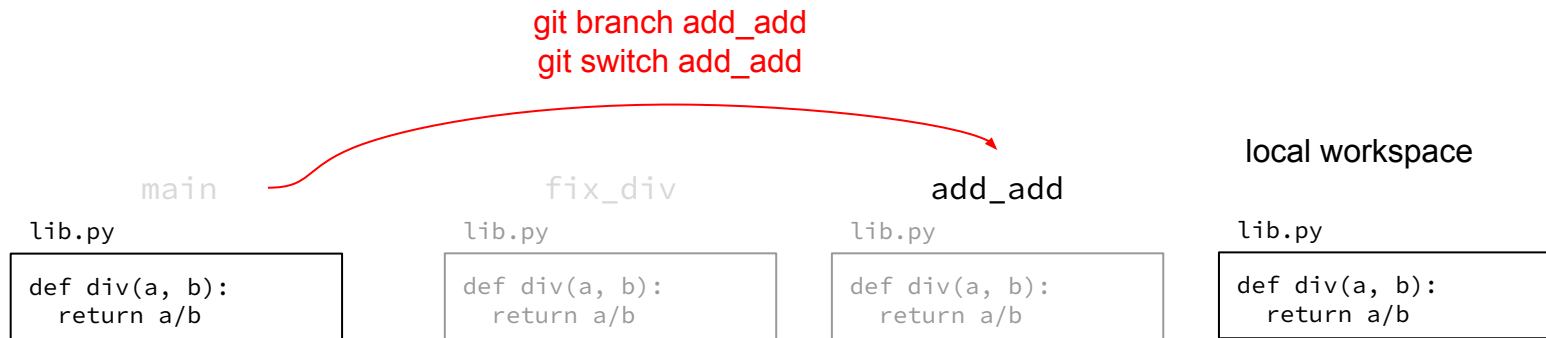 git branch add_add
git switch add_add
local workspace
main
fix_div
add_add
lib.py
lib.py
lib.py
lib.py
def div(a, b):
  return a/b
def div(a, b):
  return a/b
def div(a, b):
  return a/b
def div(a, b):
  return a/b